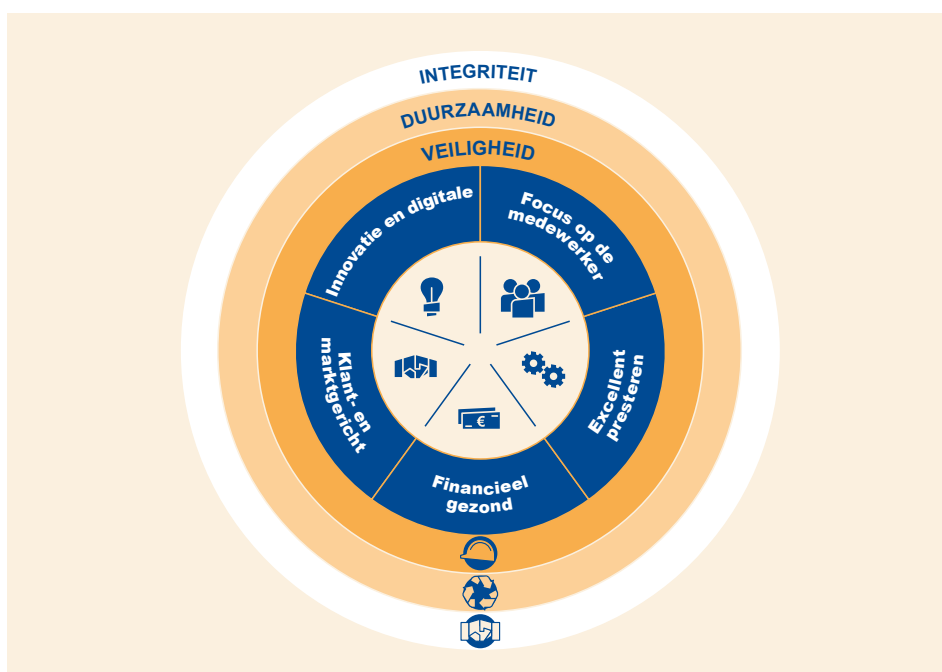 INTEGRITEIT
DUURZAAMHEID
VEILIGHEID
Innovatie en digitale
Focus op de
medewerker
Klant- en
marktgericht
Excellent
presteren
€
Financieel
gezond